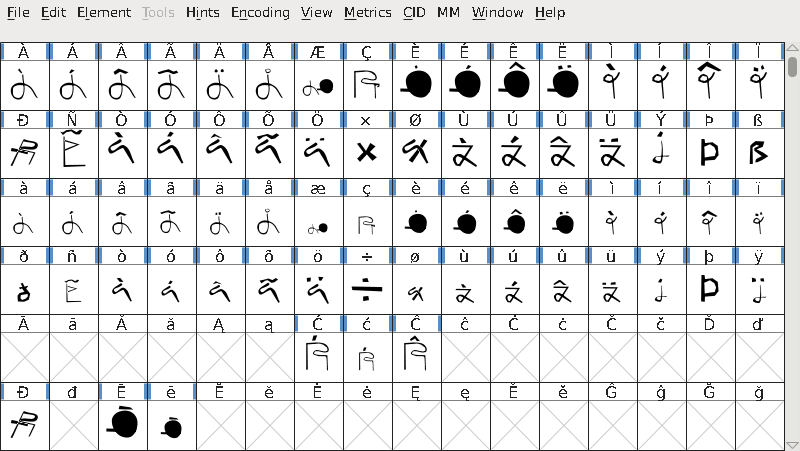 File Edit Element Tools Hints Encoding View Metrics CID MM Window Help
À Á Â Ã Ä Å Æ Ç È É Ê Ë Ì Í Î Ï
Ð Ñ Ò Ó Ô Õ Ö × Ø Ù Ú Û Ü Ý Þ ß
à á â ã ä å æ ç è é ê ë ì í î ï
ð ñ ò ó ô õ ö ÷ ø ù ú û ü ý þ ÿ
Ā ā Ă ă Ą ą Ć ć Ĉ ĉ Ċ ċ Č č Ď ď
Đ đ Ē ē Ĕ ĕ Ė ė Ę ę Ě ě Ĝ ĝ Ğ ğ